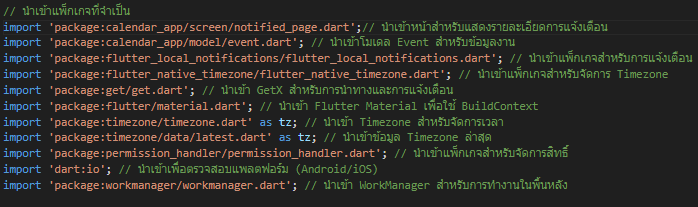 // นำเข้าแพ็กเกจที่จำเป็น
import 'package:calendar_app/screen/notified_page.dart';// นำเข้าหน้าสำหรับแสดงรายละเอียดการแจ้งเตือน
import 'package:calendar_app/model/event.dart'; // นำเข้าโมเดล Event สำหรับข้อมูลงาน
import 'package:flutter_local_notifications/flutter_local_notifications.dart'; // นำเข้าแพ็กเกจสำหรับการแจ้งเตือน
import 'package:flutter_native_timezone/flutter_native_timezone.dart'; // นำเข้าแพ็กเกจสำหรับจัดการ Timezone
import 'package:get/get.dart'; // นำเข้า GetX สำหรับการนำทางและการแจ้งเตือน
import 'package:flutter/material.dart'; // นำเข้า Flutter Material เพื่อใช้ BuildContext
import 'package:timezone/timezone.dart' as tz; // นำเข้า Timezone สำหรับจัดการเวลา
import 'package:timezone/data/latest.dart' as tz; // นำเข้าข้อมูล Timezone ล่าสุด
import 'package:permission_handler/permission_handler.dart'; // นำเข้าแพ็กเกจสำหรับจัดการสิทธิ์
import 'dart:io'; // นำเข้าเพื่อตรวจสอบแพลตฟอร์ม (Android/iOS)
import 'package:workmanager/workmanager.dart'; // นำเข้า WorkManager สำหรับการทำงานในพื้นหลัง